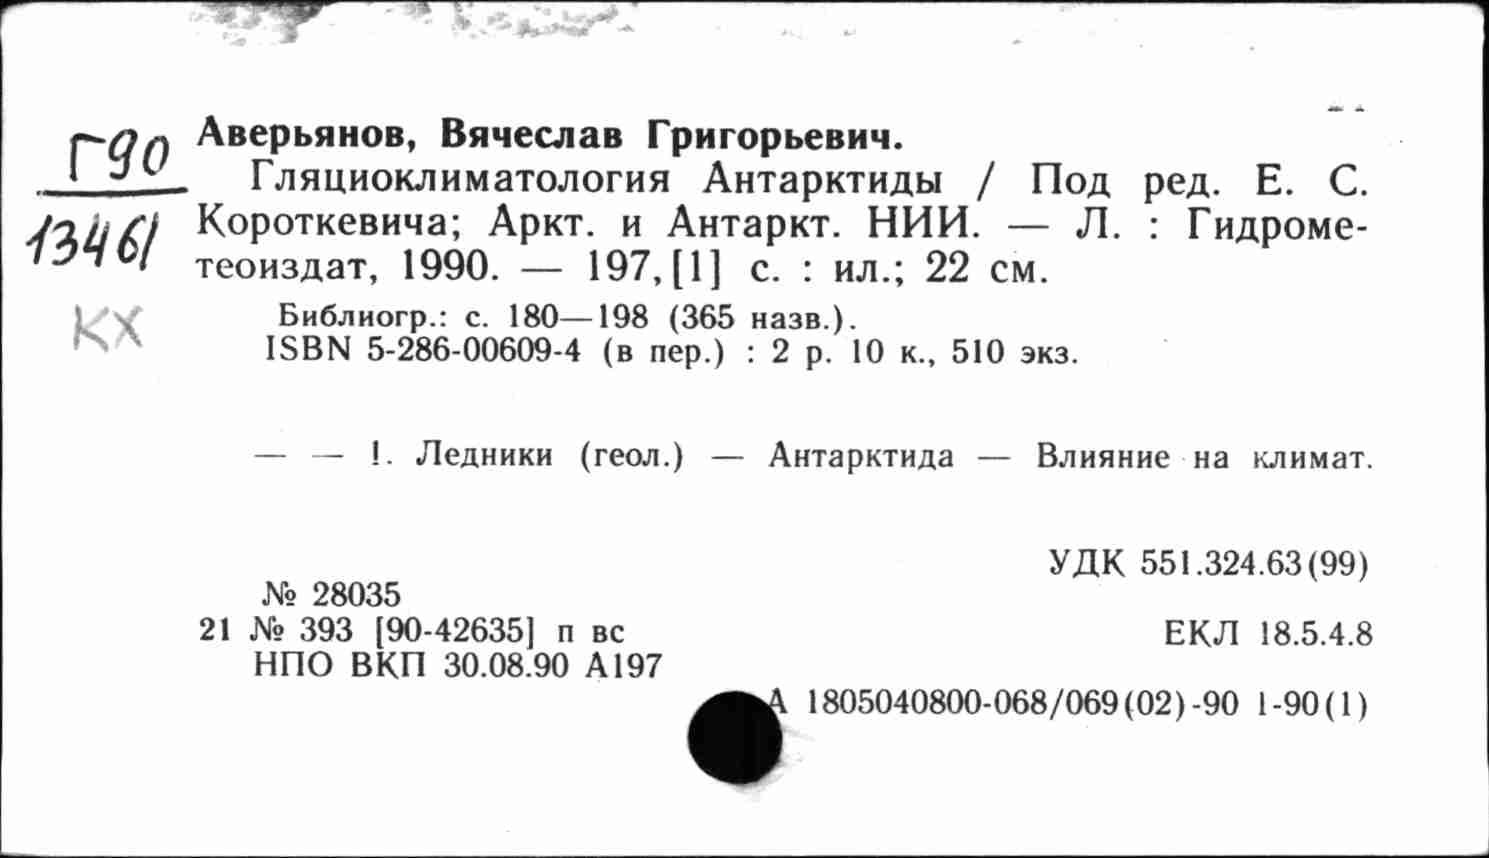 Г90
13461
КХ
Аверьянов, Вячеслав Григорьевич.
Гляциоклиматология Антарктиды / Под ред. Е. С.
Короткевича; Аркт. и Антаркт. НИИ. — Л. : Гидроме-
теоиздат, 1990. — 197,[1] с. : ил.; 22 см.
Библиогр.: с. 180—198 (365 назв.).
ISBN 5-286-00609-4 (в пер.) : 2 р. 10 к., 510 экз.
— — 1. Ледники (геол.) — Антарктида — Влияние на климат.
УДК 551.324.63(99)
№ 28035
21 № 393 [90-42635] п вс
ЕКЛ 18.5.4.8
НПО ВКП 30.08.90 А197
А 1805040800-068/069(02)-90 1-90(1)